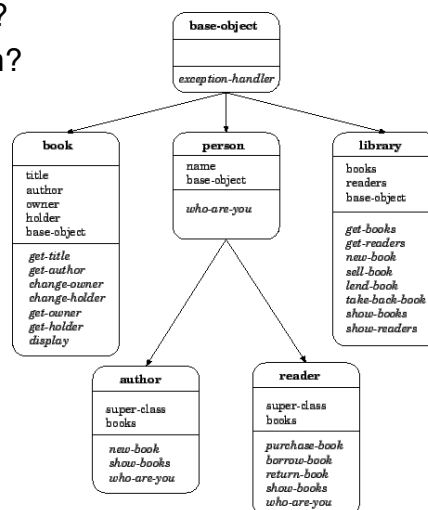 ?
?
base-object
exception-handler
book
title
author
owner
holder
base-object
get-title
get-author
change-owner
change-holder
get-owner
get-holder
display
person
name
base-object
who-are-you
library
books
readers
base-object
get-books
get-readers
new-book
sell-book
lend-book
take-back-book
show-books
show-readers
author
super-class
books
new-book
show-books
who-are-you
reader
super-class
books
purchase-book
borrow-book
return-book
show-books
who-are-you